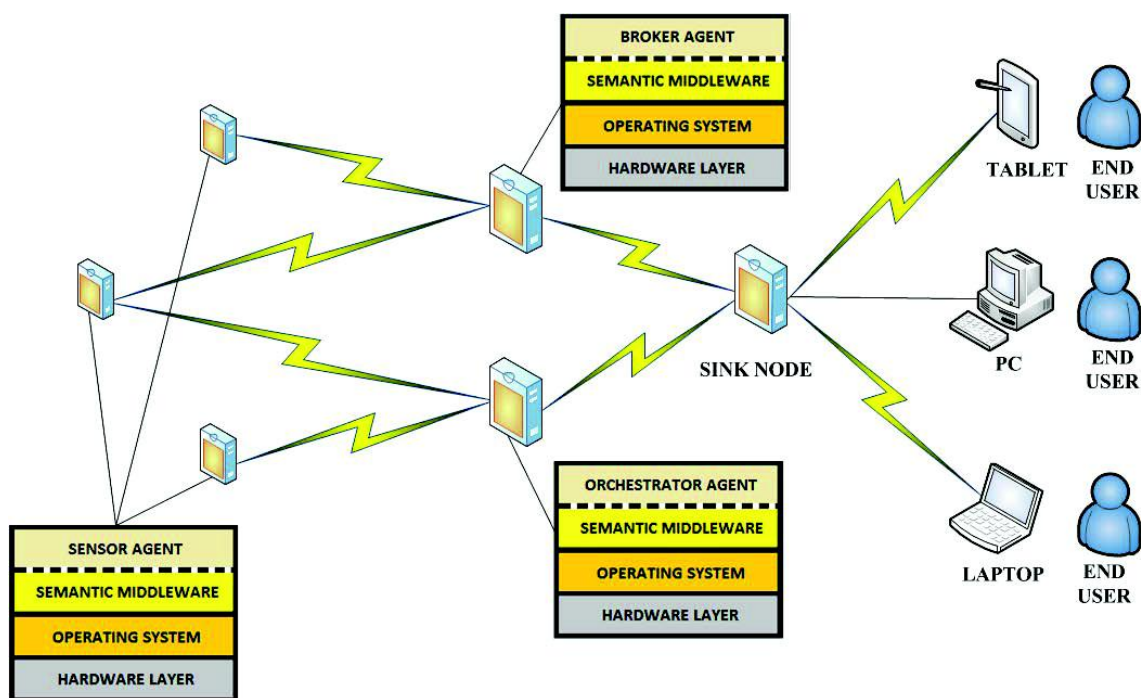 BROKER AGENT
SEMANTIC MIDDLEWARE
OPERATING SYSTEM
HARDWARE LAYER
TABLET
END
USER
SINK NODE
PC
END
USER
ORCHESTRATOR AGENT
SEMANTIC MIDDLEWARE
OPERATING SYSTEM
HARDWARE LAYER
LAPTOP
END
USER
SENSOR AGENT
SEMANTIC MIDDLEWARE
OPERATING SYSTEM
HARDWARE LAYER